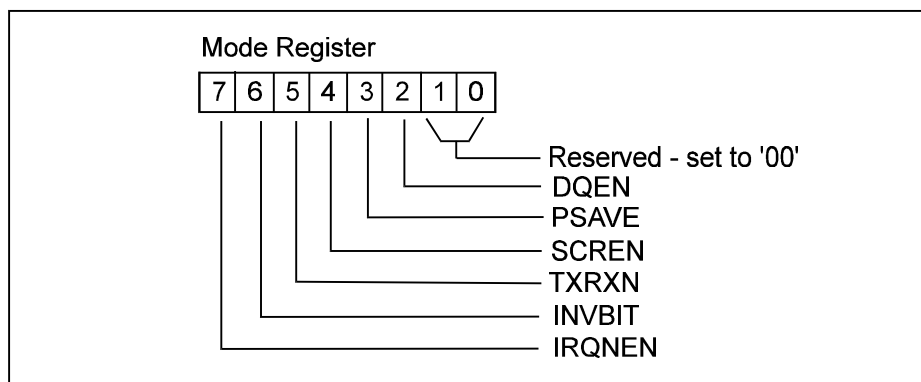 Mode Register
7 6 5 4 3 2 1 0
Reserved - set to '00'
DQEN
PSAVE
SCREN
TXRXN
INVBIT
IRQNEN